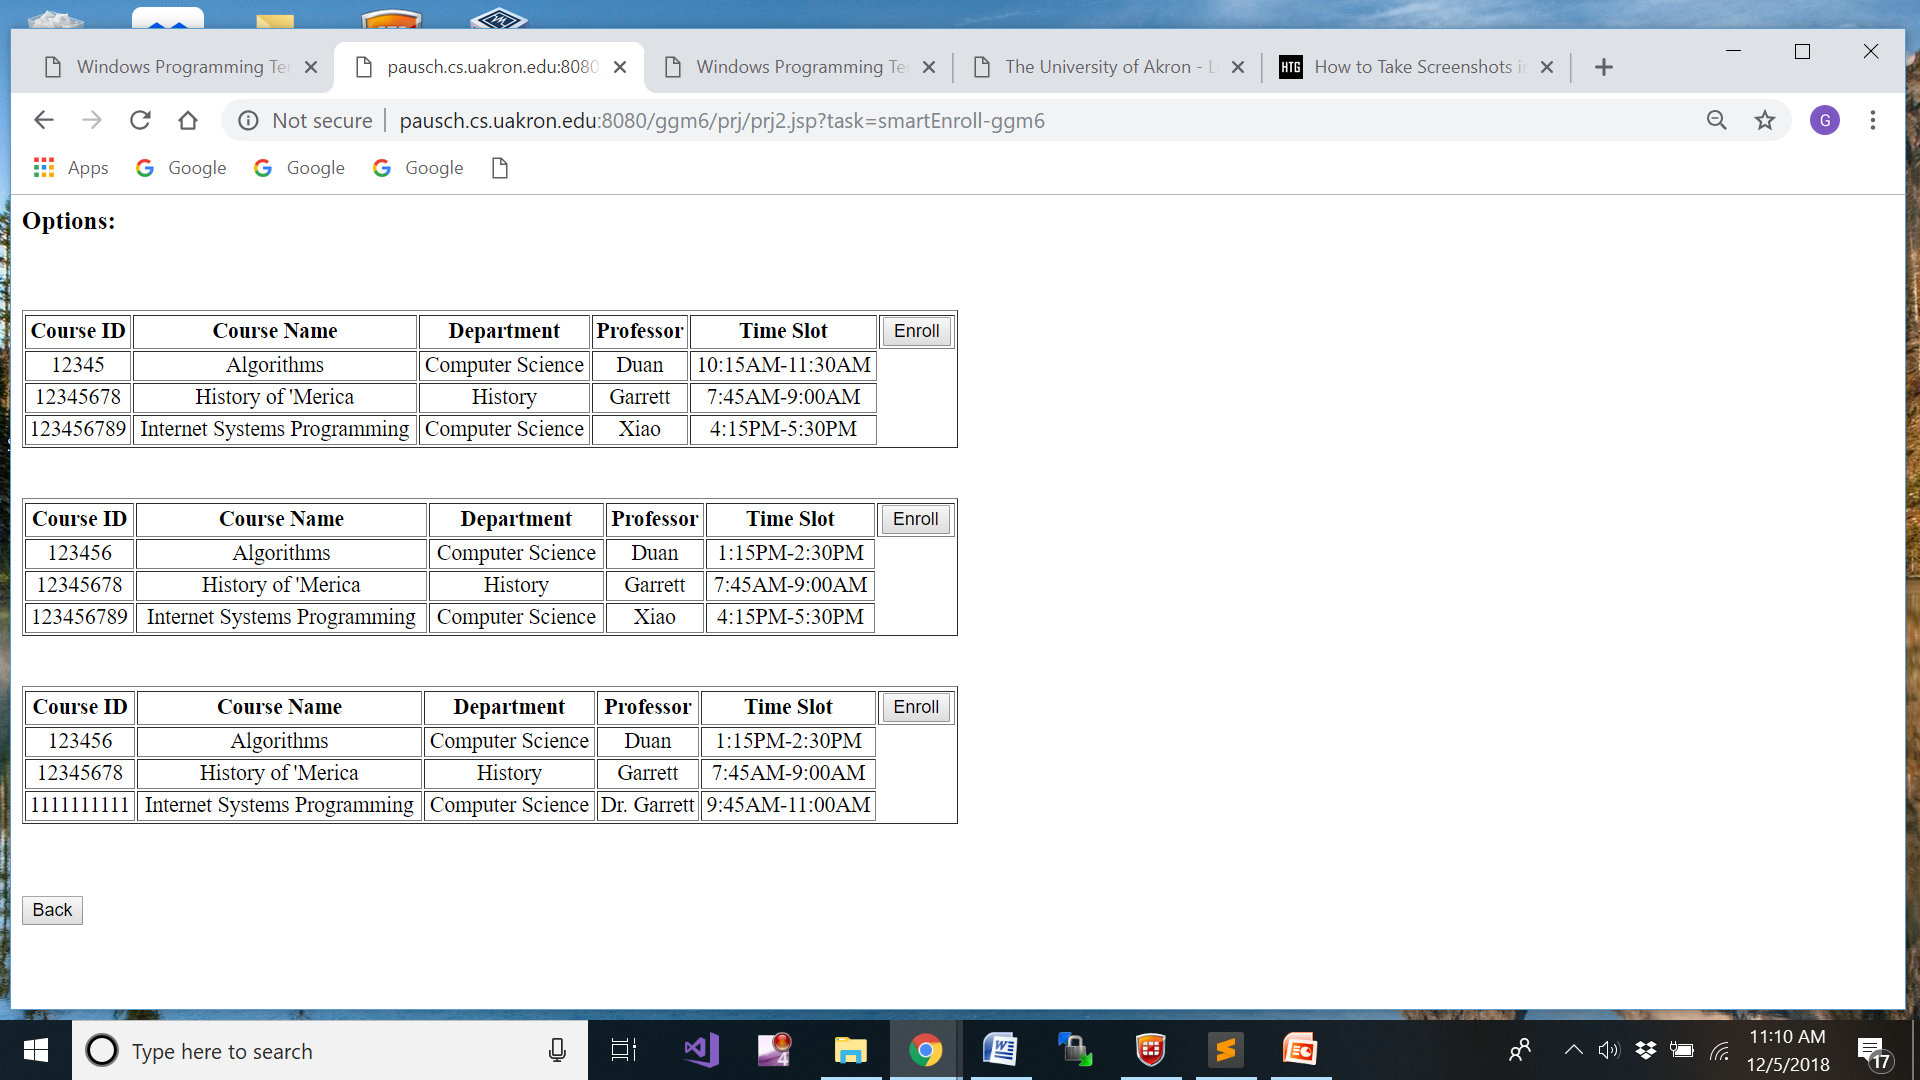 Windows Programming Te
pausch.cs.uakron.edu:8080
Windows Programming Te
The University of Akron - L
HTG How to Take Screenshots i
Not secure pausch.cs.uakron.edu:8080/ggm6/prj/prj2.jsp?task=smartEnroll-ggm6
G
Apps Google Google Google
Options:
Course ID Course Name Department Professor Time Slot Enroll
12345 Algorithms Computer Science Duan 10:15AM-11:30AM
12345678 History of 'Merica History Garrett 7:45AM-9:00AM
123456789 Internet Systems Programming Computer Science Xiao 4:15PM-5:30PM
Course ID Course Name Department Professor Time Slot Enroll
123456 Algorithms Computer Science Duan 1:15PM-2:30PM
12345678 History of 'Merica History Garrett 7:45AM-9:00AM
123456789 Internet Systems Programming Computer Science Xiao 4:15PM-5:30PM
Course ID Course Name Department Professor Time Slot Enroll
123456 Algorithms Computer Science Duan 1:15PM-2:30PM
12345678 History of 'Merica History Garrett 7:45AM-9:00AM
1111111111 Internet Systems Programming Computer Science Dr. Garrett 9:45AM-11:00AM
Back
Type here to search
11:10 AM
12/5/2018
17